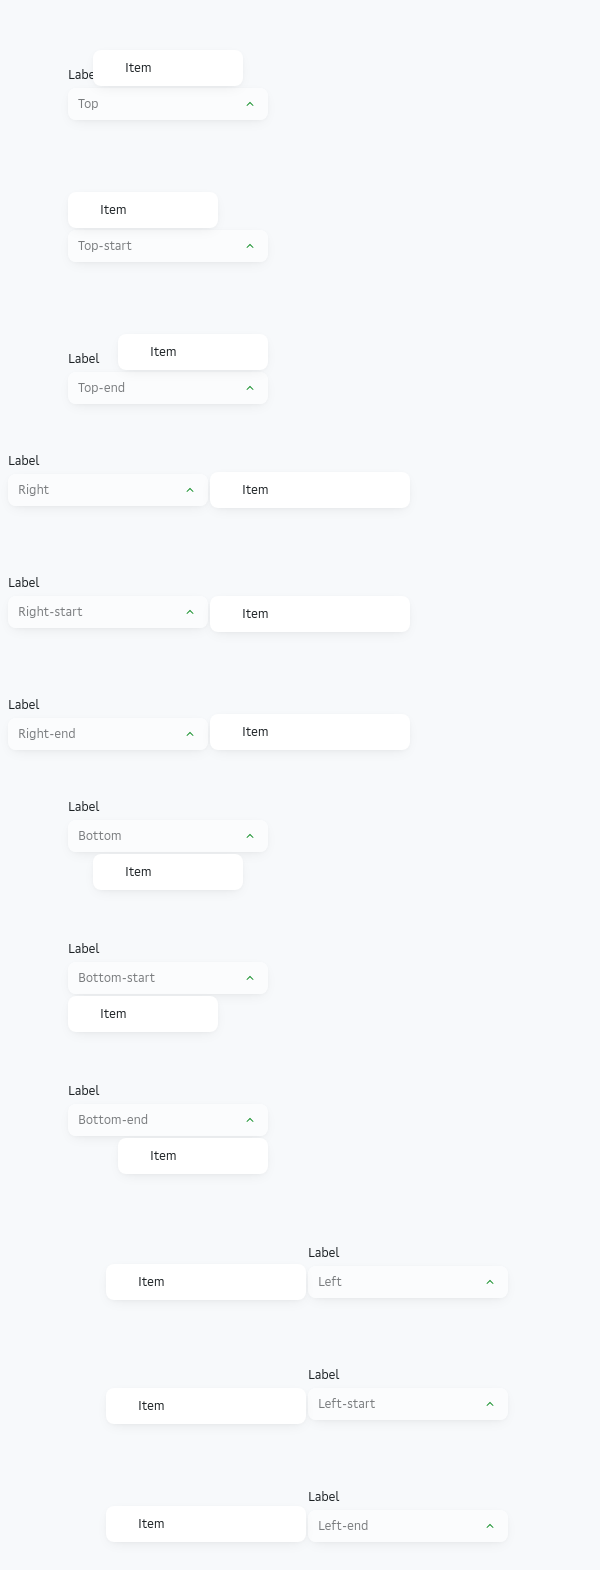 Labe
Item
Top
Item
Top-start
Label
Item
Top-end
Label
Right
Item
Label
Right-start
Item
Label
Right-end
Item
Label
Bottom
Item
Label
Bottom-start
Item
Label
Bottom-end
Item
Label
Item
Left
Label
Item
Left-start
Label
Item
Left-end